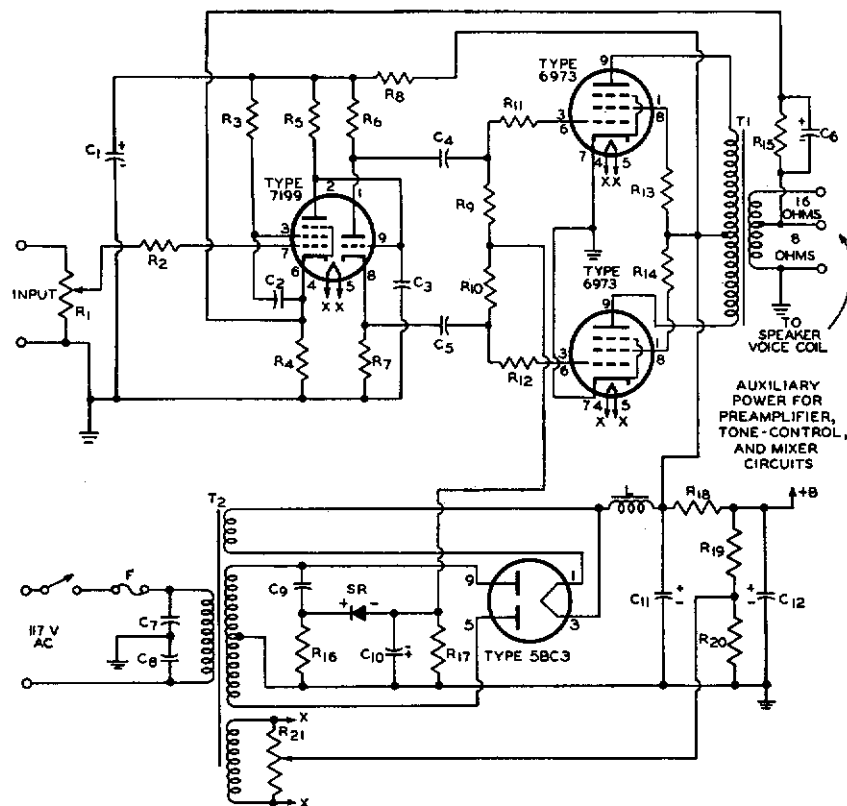 TYPE
6973
9
3
6
1
8
7
4
5
X X
R8
R3
R5
R6
R11
C4
C1
+
-
TYPE
7199
2
1
3
7
9
6
4
5
8
X X
R9
R13
T1
R15
+
-
C6
16
OHMS
8
OHMS
R2
INPUT
R1
C2
C3
R10
R14
TYPE
6973
9
3
6
1
8
7
4
5
X X
R4
R7
C5
R12
TO
SPEAKER
VOICE COIL
AUXILIARY
POWER FOR
PREAMPLIFIER,
TONE-CONTROL,
AND MIXER
CIRCUITS
T2
L
R18
+B
R19
F
C9
+
SR
-
9
1
5
3
C11
+
-
+
-
C12
117 V
AC
C7
C8
R16
C10
+
-
R17
TYPE 5BC3
R20
X
R21
X